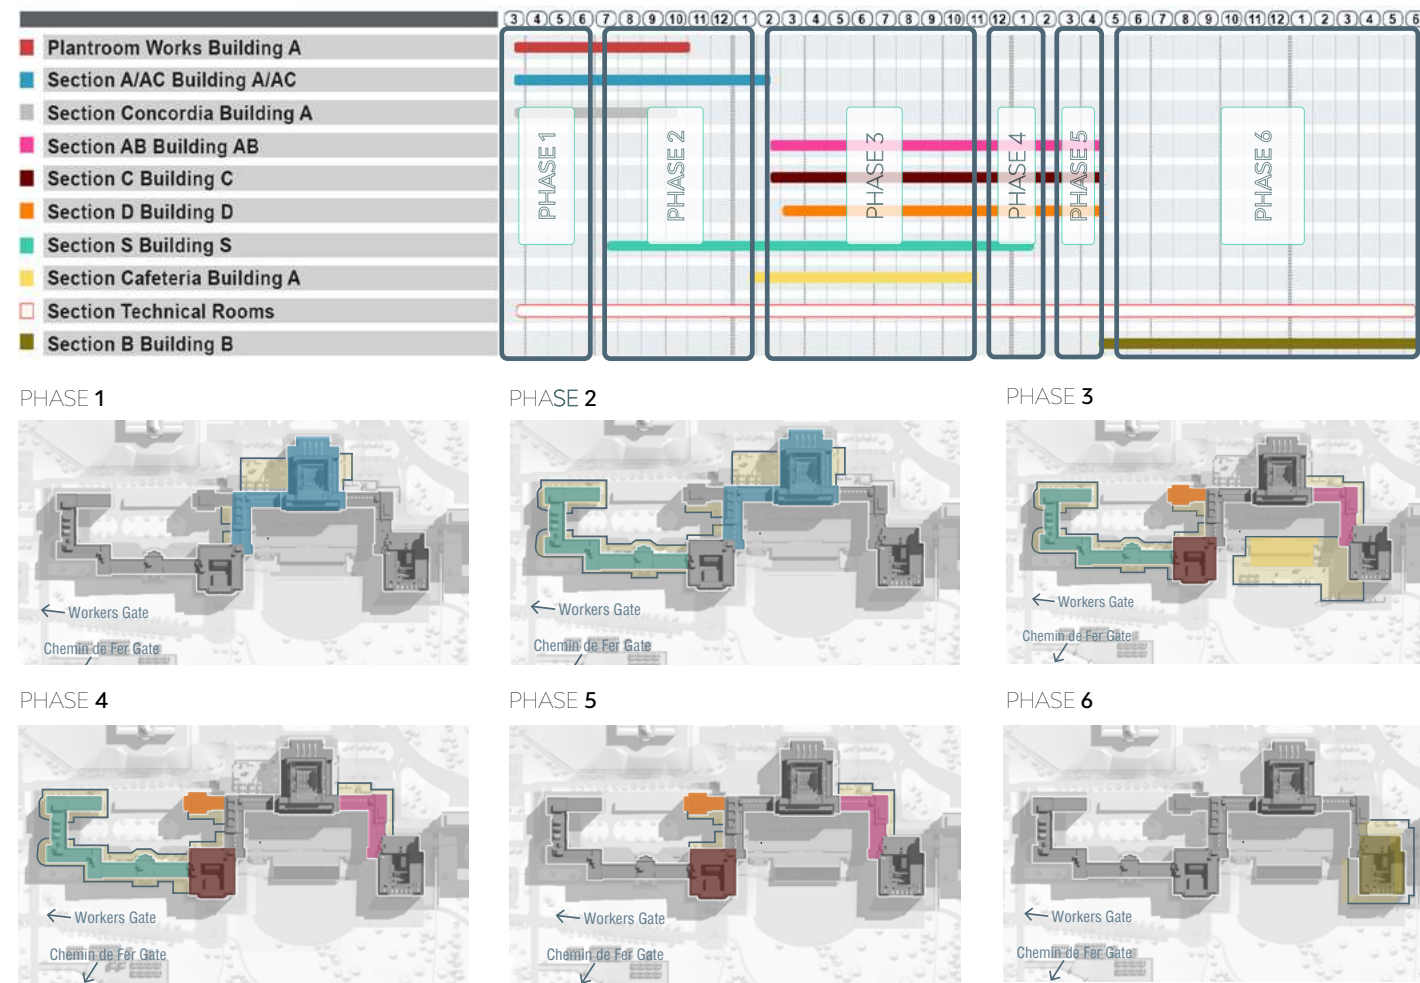 3 4 5 6 7 8 9 10 11 12 1 2 3 4 5 6 7 8 9 10 11 12 1 2 3 4 5 6 7 8 9 10 11 12 1 2 3 4 5 6
Plantroom Works Building A
Section A/AC Building A/AC
Section Concordia Building A
Section AB Building AB
Section C Building C
Section D Building D
Section S Building S
Section Cafeteria Building A
Section Technical Rooms
Section B Building B
PHASE 1
PHASE 2
PHASE 3
PHASE 4
PHASE 5
PHASE 6
PHASE 1
PHASE 2
PHASE 3
Workers Gate
Chemin de Fer Gate
Workers Gate
Chemin de Fer Gate
Workers Gate
Chemin de Fer Gate
PHASE 4
PHASE 5
PHASE 6
Workers Gate
Chemin de Fer Gate
Workers Gate
Chemin de Fer Gate
Workers Gate
Chemin de Fer Gate